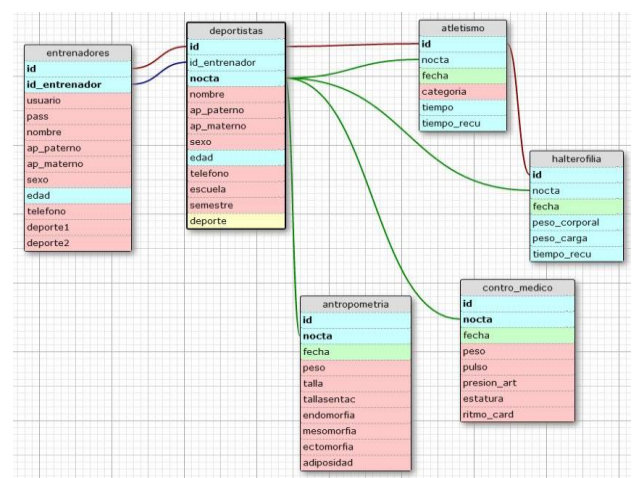 entrenadores
id
id_entrenador
usuario
pass
nombre
ap_paterno
ap_materno
sexo
edad
telefono
deporte1
deporte2
deportistas
id
id_entrenador
nocta
nombre
ap_paterno
ap_materno
sexo
edad
telefono
escuela
semestre
deporte
atletismo
id
nocta
fecha
categoria
tiempo
tiempo_recu
halterofilia
id
nocta
fecha
peso_corporal
peso_carga
tiempo_recu
antropometria
id
nocta
fecha
peso
talla
tallasentac
endomorfia
mesomorfia
ectomorfia
adiposidad
contro_medico
id
nocta
fecha
peso
pulso
presion_art
estatura
ritmo_card